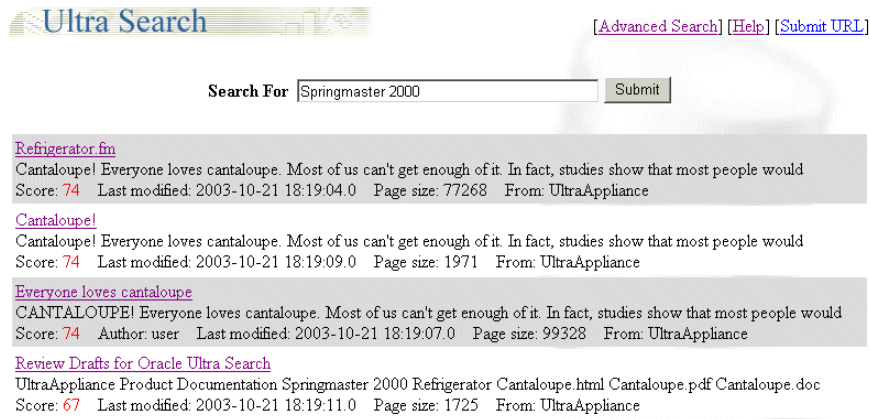 Ultra Search
[Advanced Search] [Help] [Submit URL]
Search For Springmaster 2000 Submit
Refrigerator.fm
Cantaloupe! Everyone loves cantaloupe. Most of us can't get enough of it. In fact, studies show that most people would
Score: 74 Last modified: 2003-10-21 18:19:04.0 Page size: 77268 From: UltraAppliance
Cantaloupe!
Cantaloupe! Everyone loves cantaloupe. Most of us can't get enough of it. In fact, studies show that most people would
Score: 74 Last modified: 2003-10-21 18:19:09.0 Page size: 1971 From: UltraAppliance
Everyone loves cantaloupe
CANTALOUPE! Everyone loves cantaloupe. Most of us can't get enough of it. In fact, studies show that most people would
Score: 74 Author: user Last modified: 2003-10-21 18:19:07.0 Page size: 99328 From: UltraAppliance
Review Drafts for Oracle Ultra Search
UltraAppliance Product Documentation Springmaster 2000 Refrigerator Cantaloupe.html Cantaloupe.pdf Cantaloupe.doc
Score: 67 Last modified: 2003-10-21 18:19:11.0 Page size: 1725 From: UltraAppliance